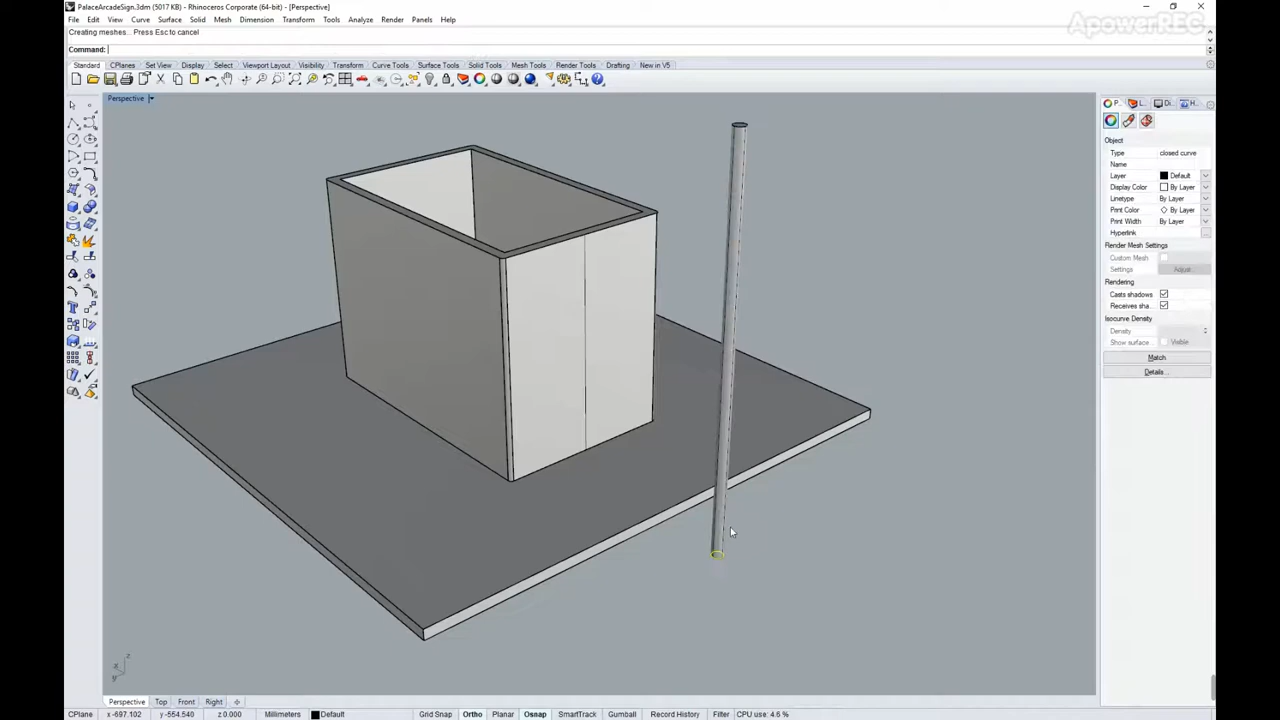 PalaceArcadeSign.3dm (5017 KB) - Rhinoceros Corporate (64-bit) - [Perspective]
ApowerREC
File Edit View Curve Surface Solid Mesh Dimension Transform Tools Analyze Render Panels Help
Creating meshes... Press Esc to cancel
Command:
Standard CPlanes Set View Display Select Viewport Layout Visibility Transform Curve Tools Surface Tools Solid Tools Mesh Tools Render Tools Drafting New in V5
Perspective
P... L... Di... H...
Object
Type closed curve
Name
Layer Default
Display Color By Layer
Linetype By Layer
Print Color By Layer
Print Width By Layer
Hyperlink ...
Render Mesh Settings
Custom Mesh
Settings Adjust
Rendering
Casts shadows
Receives sha...
Isocurve Density
Density
Show surface... Visible
Match
Details...
z
x
y
Perspective Top Front Right
CPlane x -697.102 y -554.540 z 0.000 Millimeters Default Grid Snap Ortho Planar Osnap SmartTrack Gumball Record History Filter CPU use: 4.6 %